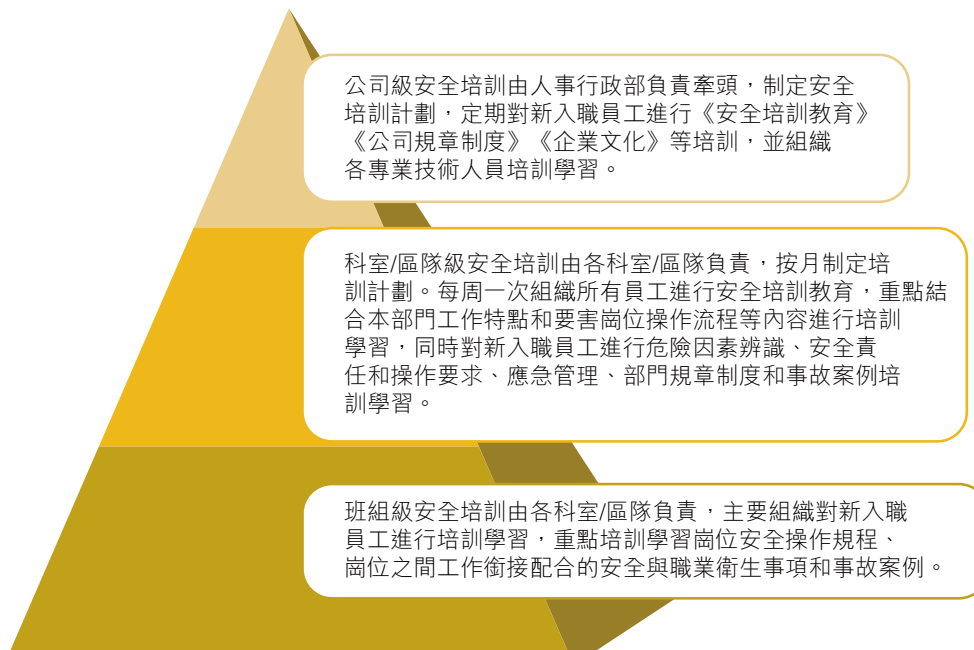 公司級安全培訓由人事行政部負責牽頭，制定安全
培訓計劃，定期對新入職員工進行《安全培訓教育》
《公司規章制度》《企業文化》等培訓，並組織
各專業技術人員培訓學習。
科室/區隊級安全培訓由各科室/區隊負責，按月制定培
訓計劃。每周一次組織所有員工進行安全培訓教育，重點結
合本部門工作特點和要害崗位操作流程等內容進行培訓
學習，同時對新入職員工進行危險因素辨識、安全責
任和操作要求、應急管理、部門規章制度和事故案例培
訓學習。
班組級安全培訓由各科室/區隊負責，主要組織對新入職
員工進行培訓學習，重點培訓學習崗位安全操作規程、
崗位之間工作銜接配合的安全與職業衛生事項和事故案例。